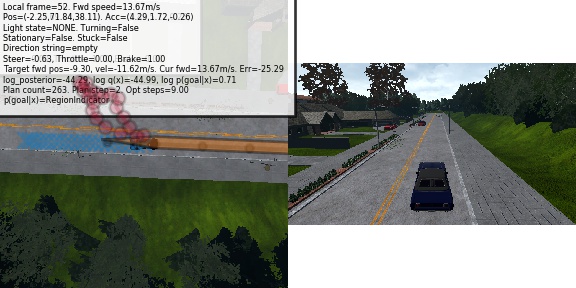 Local frame=52. Fwd speed=13.67m/s
Pos=(-2.25,71.84,38.11). Acc=(4.29,1.72,-0.26)
Light state=NONE. Turning=False
Stationary=False. Stuck=False
Direction string=empty
Steer=-0.63, Throttle=0.00, Brake=1.00
Target fwd pos=-9.30, vel=-11.62m/s. Cur fwd=13.67m/s. Err=-25.29
log_posterior=-44.29, log q(x)=-44.99, log p(goal|x)=0.71
Plan count=263. Planstep=2. Opt steps=9.00
p(goal|x)=RegionIndicator